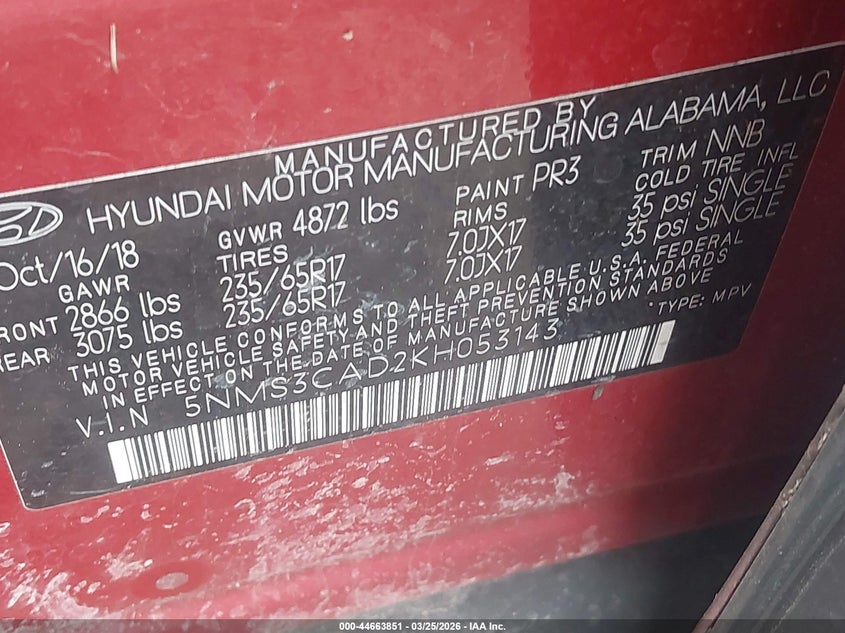 MANUFACTURED BY
HYUNDAI MOTOR MANUFACTURING ALABAMA, LLC
Oct/16/18 GVWR 4872 lbs PAINT PR3 TRIM NNB
GAWR TIRES RIMS COLD TIRE INFL
FRONT 2866 lbs 235/65R17 7.0JX17 35 psi SINGLE
REAR 3075 lbs 235/65R17 7.0JX17 35 psi SINGLE
THIS VEHICLE CONFORMS TO ALL APPLICABLE U.S.A. FEDERAL
MOTOR VEHICLE SAFETY AND THEFT PREVENTION STANDARDS
IN EFFECT ON THE DATE OF MANUFACTURE SHOWN ABOVE
V.I.N 5NMS3CAD2KH053143 TYPE: MPV
000-44663851 - 03/25/2026 - IAA Inc.